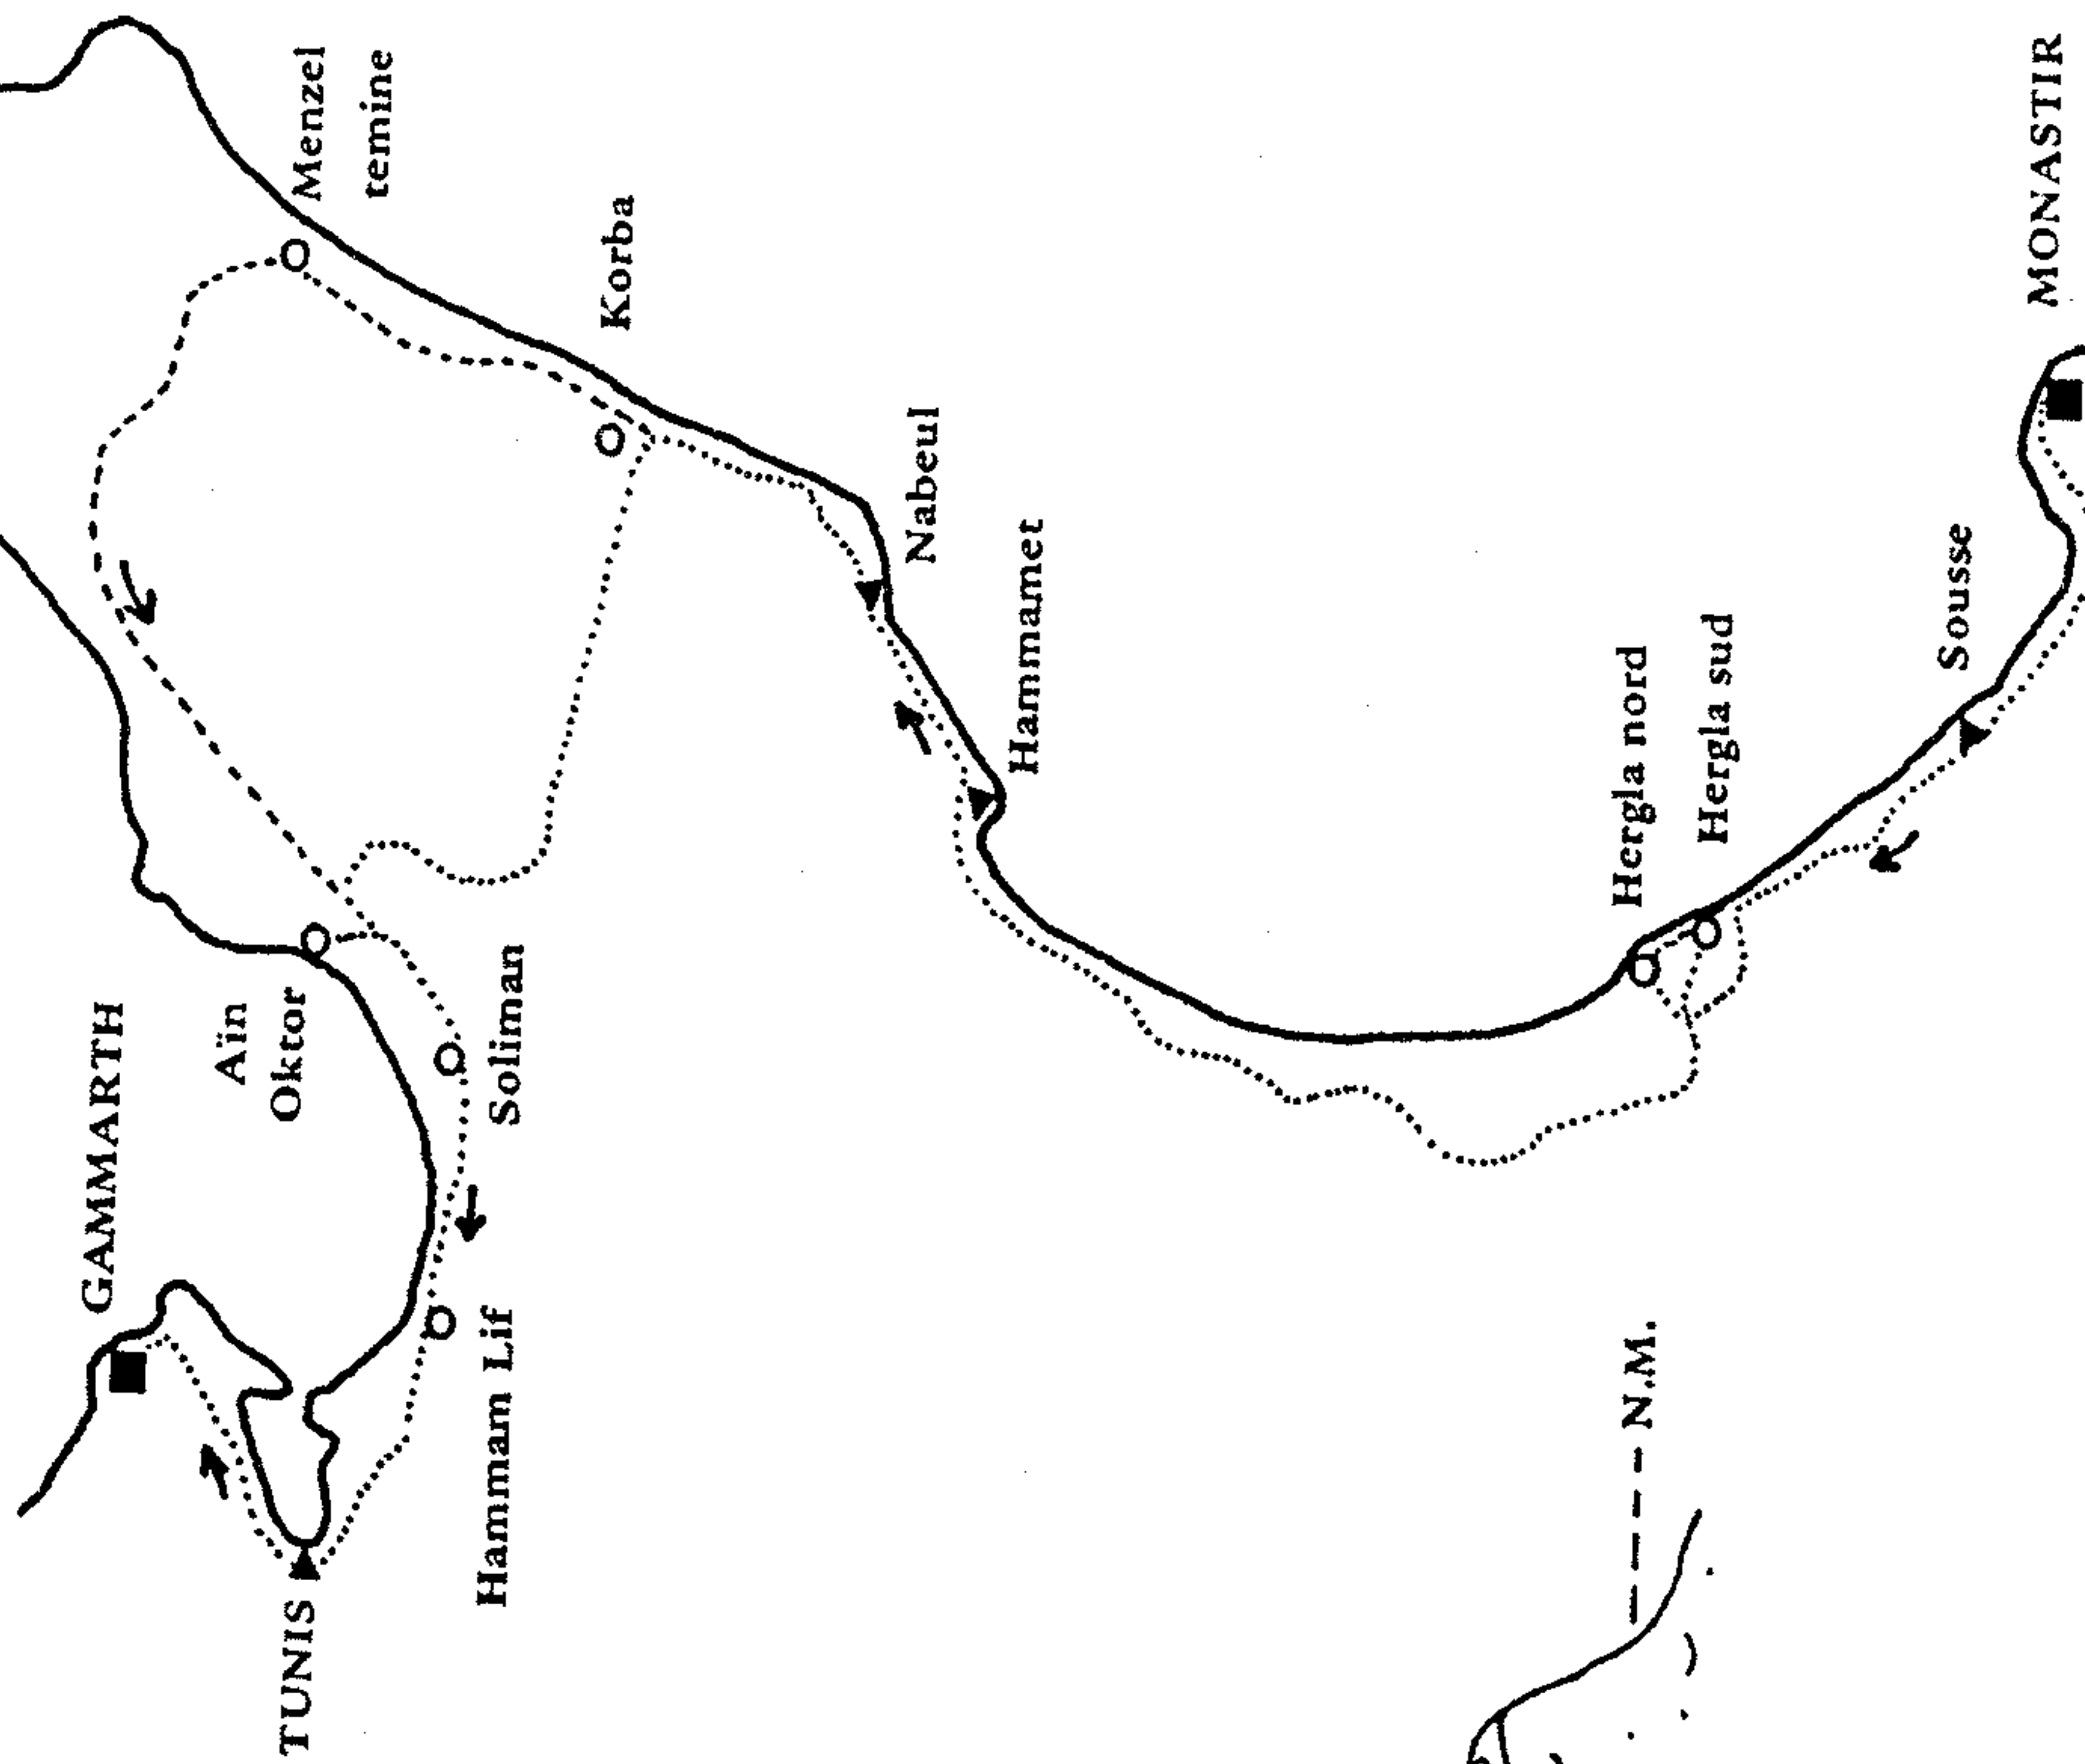 GAMMARTH
TUNIS
Aïn
Oktor
Menzel
temine
Hammam Lif
Soliman
Korba
Nabeul
Hammamet
Hergla nord
Hergla sud
Sousse
MONASTIR
N.M.